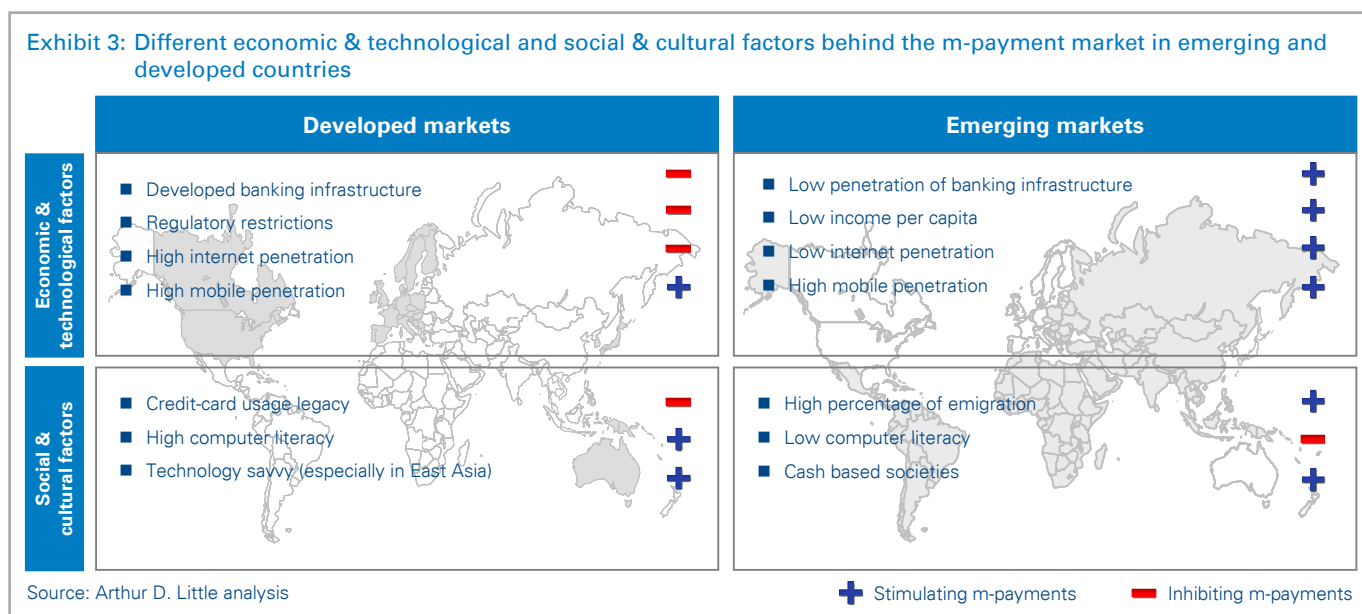 Exhibit 3: Different economic & technological and social & cultural factors behind the m-payment market in emerging and
developed countries
Developed markets
Emerging markets
Economic &
technological factors
Developed banking infrastructure
Regulatory restrictions
High internet penetration
High mobile penetration
Low penetration of banking infrastructure
Low income per capita
Low internet penetration
High mobile penetration
Social &
cultural factors
Credit-card usage legacy
High computer literacy
Technology savvy (especially in East Asia)
High percentage of emigration
Low computer literacy
Cash based societies
Source: Arthur D. Little analysis
Stimulating m-payments
Inhibiting m-payments